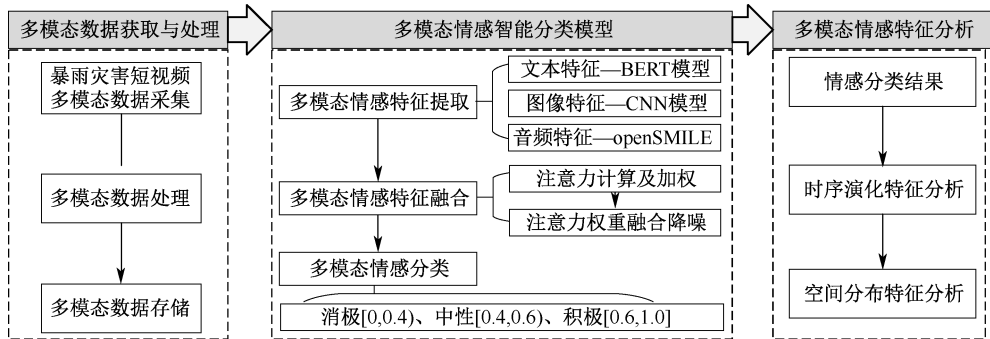 多模态数据获取与处理
暴雨灾害短视频
多模态数据采集
多模态数据处理
多模态数据存储
多模态情感智能分类模型
多模态情感特征提取
文本特征—BERT模型
图像特征—CNN模型
音频特征—openSMILE
多模态情感特征融合
注意力计算及加权
注意力权重融合降噪
多模态情感分类
消极[0,0.4)、中性[0.4,0.6)、积极[0.6,1.0]
多模态情感特征分析
情感分类结果
时序演化特征分析
空间分布特征分析